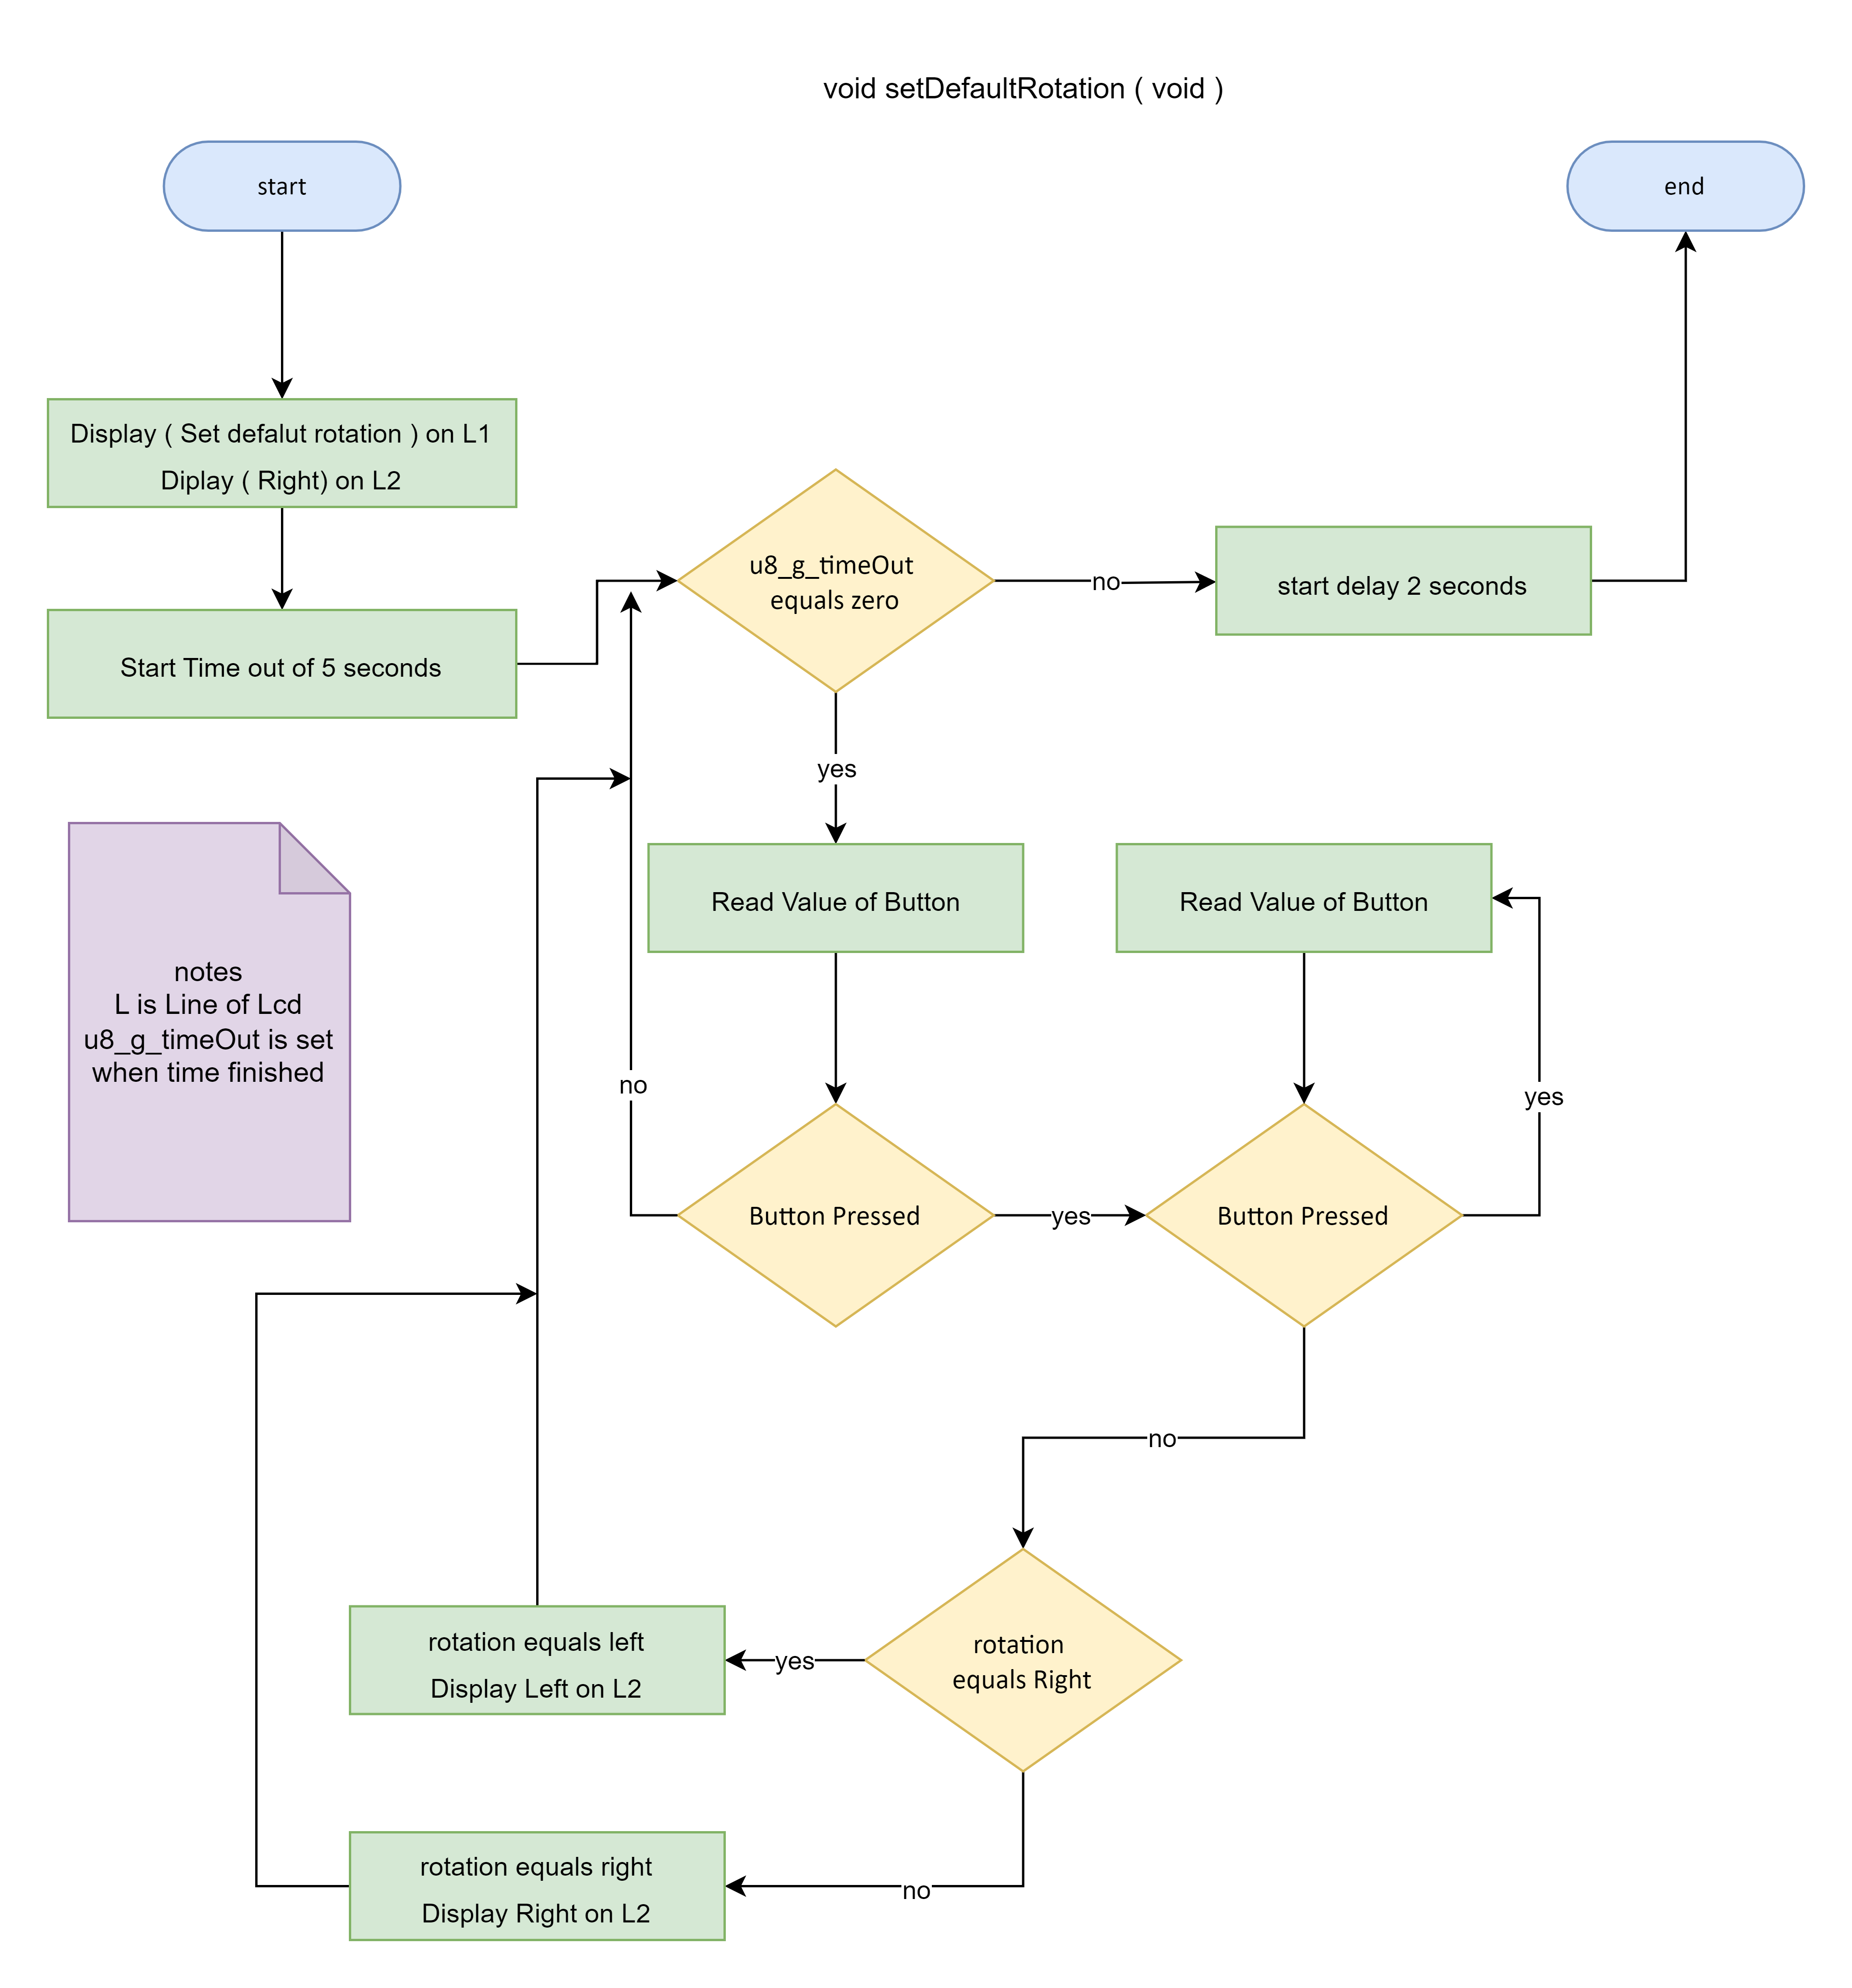 void setDefaultRotation ( void )
start
end
Display ( Set defalut rotation ) on L1
Diplay ( Right) on L2
u8_g_timeOut
equals zero
no
start delay 2 seconds
Start Time out of 5 seconds
yes
Read Value of Button
Read Value of Button
notes
L is Line of Lcd
u8_g_timeOut is set
when time finished
no
yes
Button Pressed
yes
Button Pressed
no
rotation equals left
Display Left on L2
yes
rotation
equals Right
rotation equals right
Display Right on L2
no